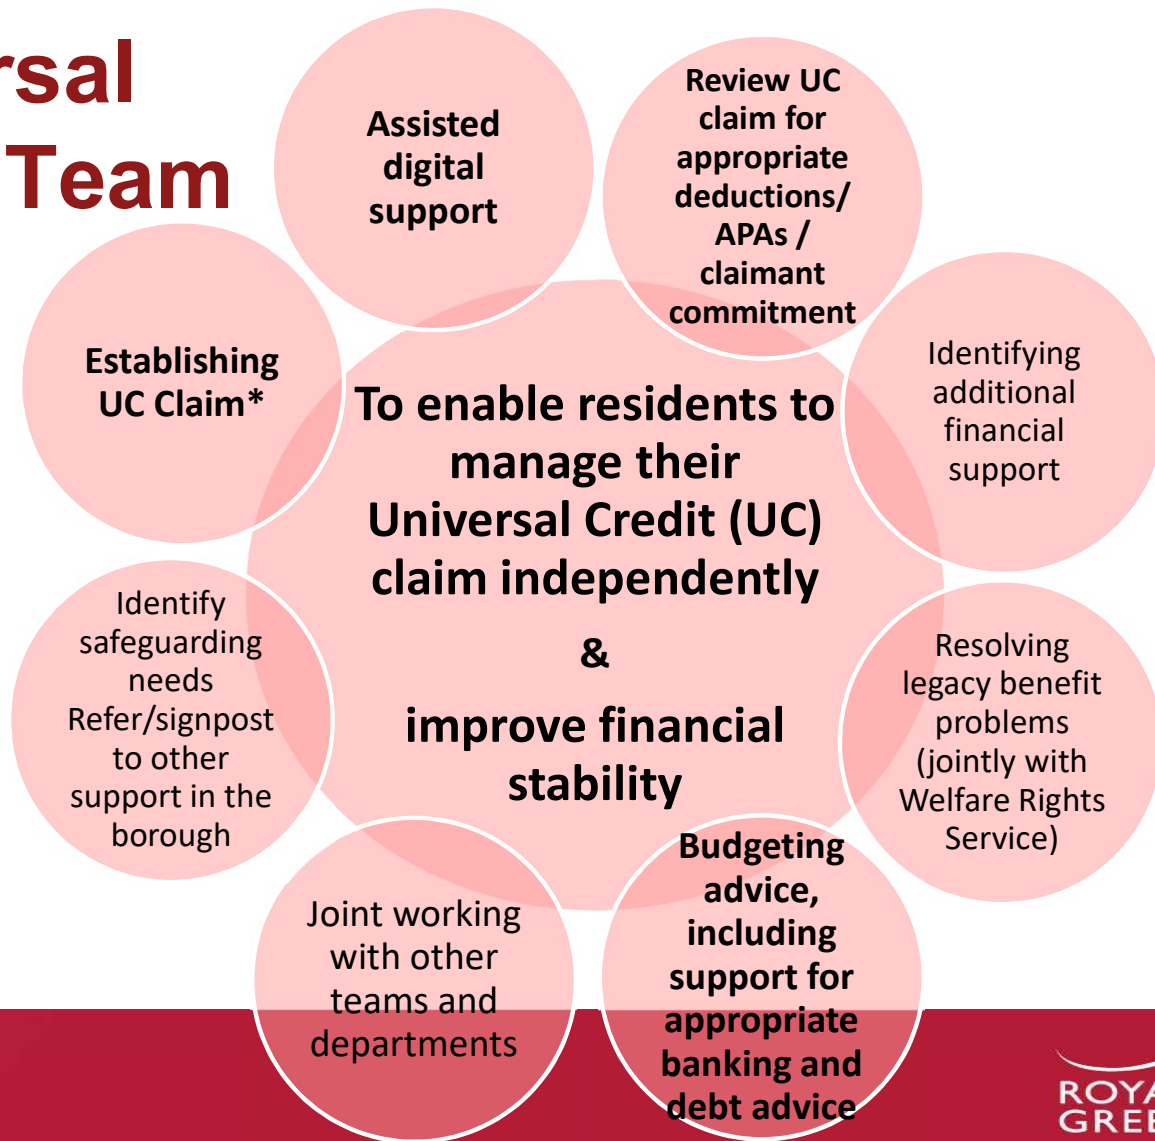 rsal
Team
Assisted
digital
support
Review UC
claim for
appropriate
deductions/
APAs /
claimant
commitment
Identifying
additional
financial
support
Resolving
legacy benefit
problems
(jointly with
Welfare Rights
Service)
Budgeting
advice,
including
support for
appropriate
banking and
debt advice
Joint working
with other
teams and
departments
Identify
safeguarding
needs
Refer/signpost
to other
support in the
borough
Establishing
UC Claim*
To enable residents to
manage their
Universal Credit (UC)
claim independently
&
improve financial
stability
ROYA
GREE